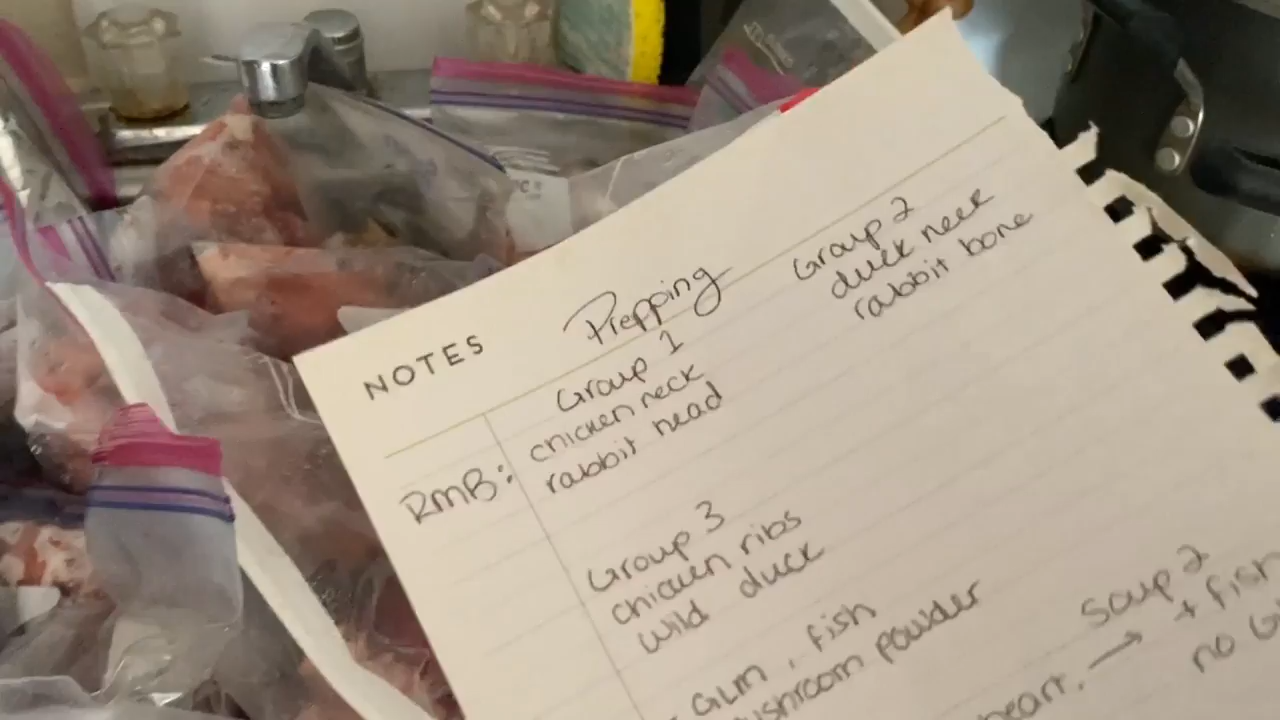 NOTES Prepping
Group 1
chicken neck
rabbit head
Group 2
duck neck
rabbit bone
RMB:
Group 3
chicken ribs
wild duck
GLM, fish
mushroom powder
heart. → Soup 2
+ fish
no G